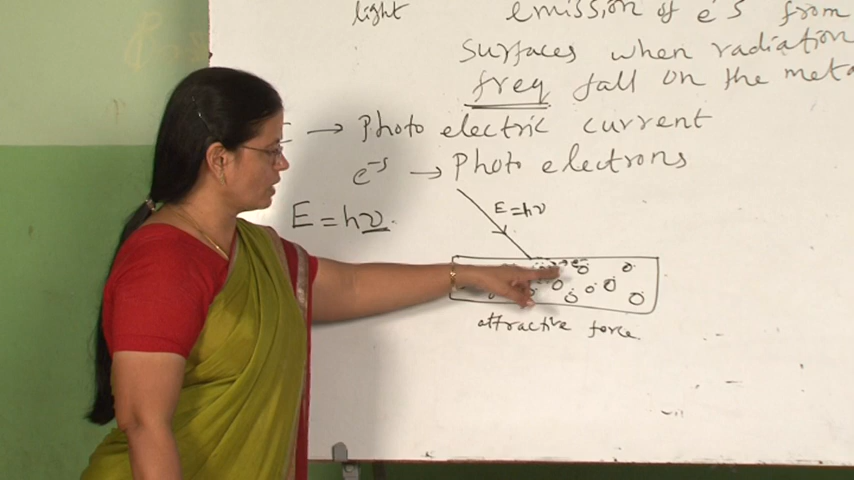 light emission of e's from
surfaces when radiation
freq fall on the meta
→ Photo electric current
e-s → Photo electrons
E = hν.
E=hν
attractive force.